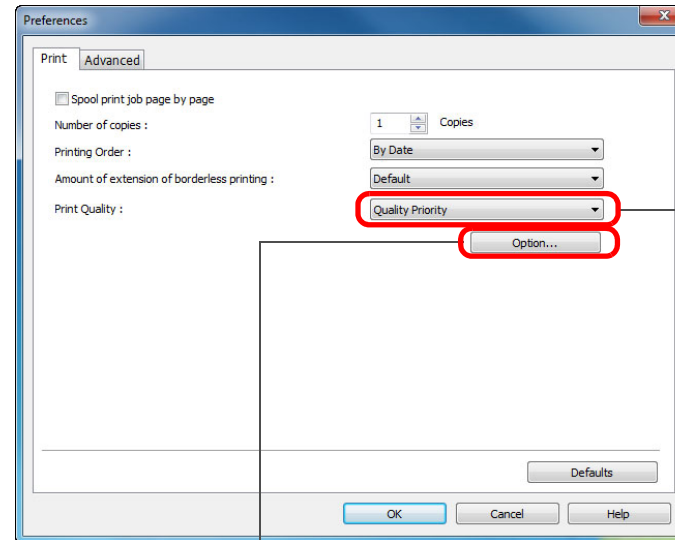 Preferences
Print Advanced
Spool print job page by page
Number of copies : 1 Copies
Printing Order : By Date
Amount of extension of borderless printing : Default
Print Quality : Quality Priority
Option...
Defaults
OK Cancel Help